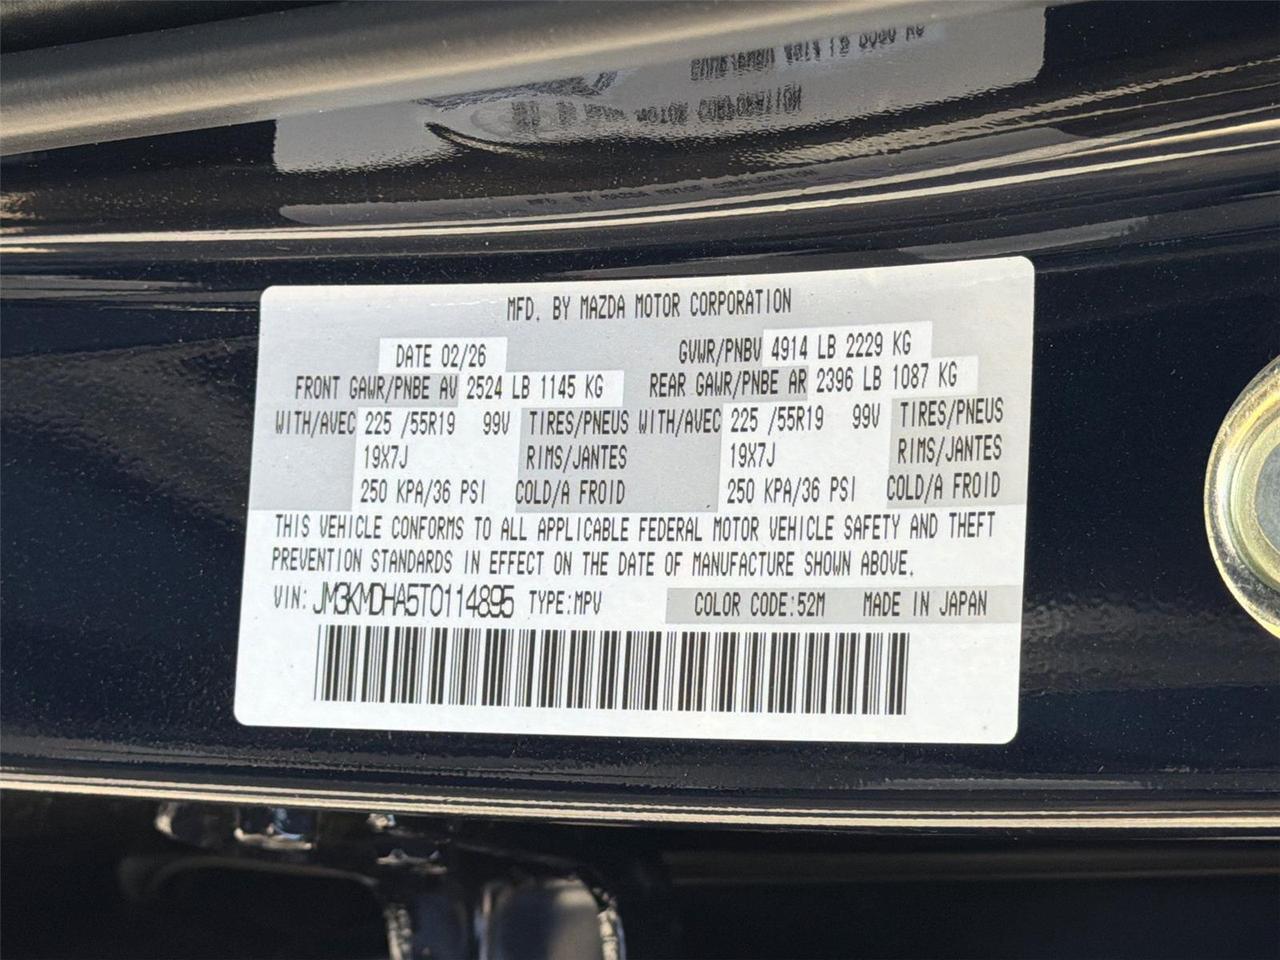 MFD. BY MAZDA MOTOR CORPORATION
DATE 02/26 GVWR/PNBV 4914 LB 2229 KG
FRONT GAWR/PNBE AV 2524 LB 1145 KG REAR GAWR/PNBE AR 2396 LB 1087 KG
WITH/AVEC 225 /55R19 99V TIRES/PNEUS WITH/AVEC 225 /55R19 99V TIRES/PNEUS
19X7J RIMS/JANTES 19X7J RIMS/JANTES
250 KPA/36 PSI COLD/A FROID 250 KPA/36 PSI COLD/A FROID
THIS VEHICLE CONFORMS TO ALL APPLICABLE FEDERAL MOTOR VEHICLE SAFETY AND THEFT
PREVENTION STANDARDS IN EFFECT ON THE DATE OF MANUFACTURE SHOWN ABOVE.
VIN: JM3KMDHA5T0114895 TYPE:MPV COLOR CODE:52M MADE IN JAPAN